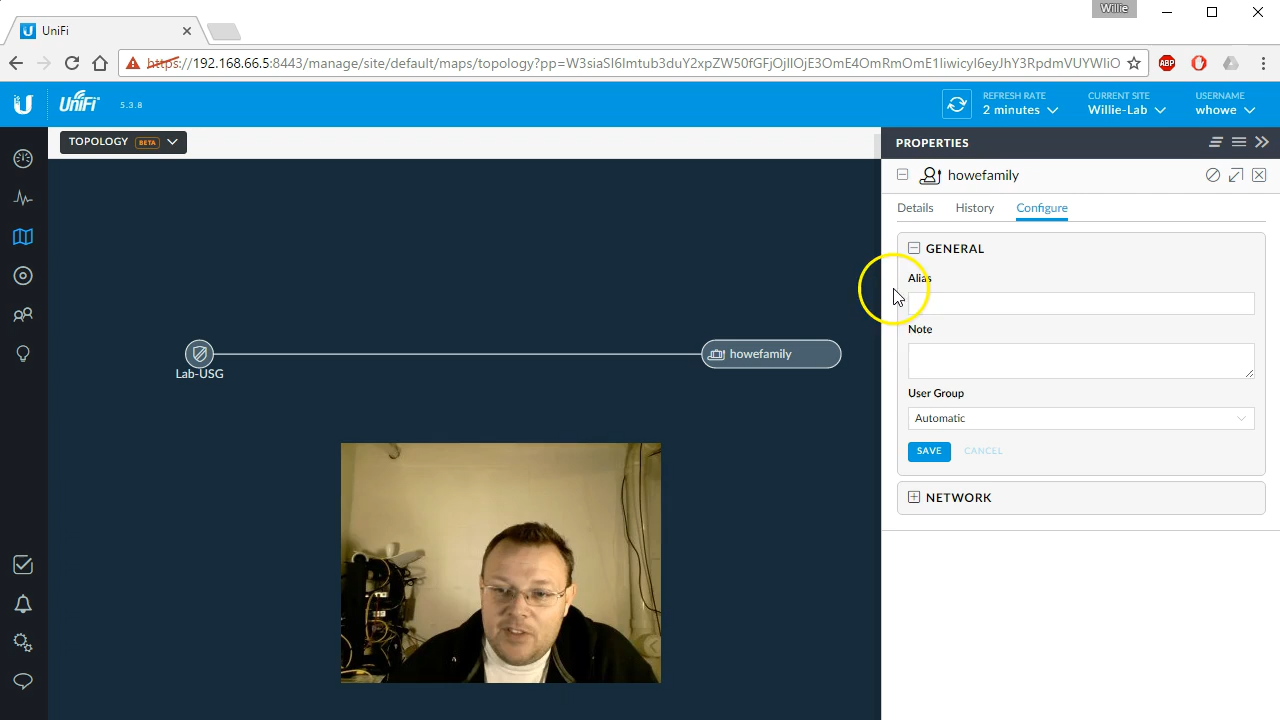 Willie
UniFi
https://192.168.66.5:8443/manage/site/default/maps/topology?pp=W3siaSI6Imtub3duY2xpZW50fGFjOjllOjE3OmE4OmRmOmE1IiwicyI6eyJhY3RpdmVUYWIiO
ABP
UniFi
5.3.8
REFRESH RATE
2 minutes
CURRENT SITE
Willie-Lab
USERNAME
whowe
TOPOLOGY BETA
Lab-USG
howefamily
PROPERTIES
howefamily
Details History Configure
GENERAL
Alias
Note
User Group
Automatic
SAVE CANCEL
NETWORK